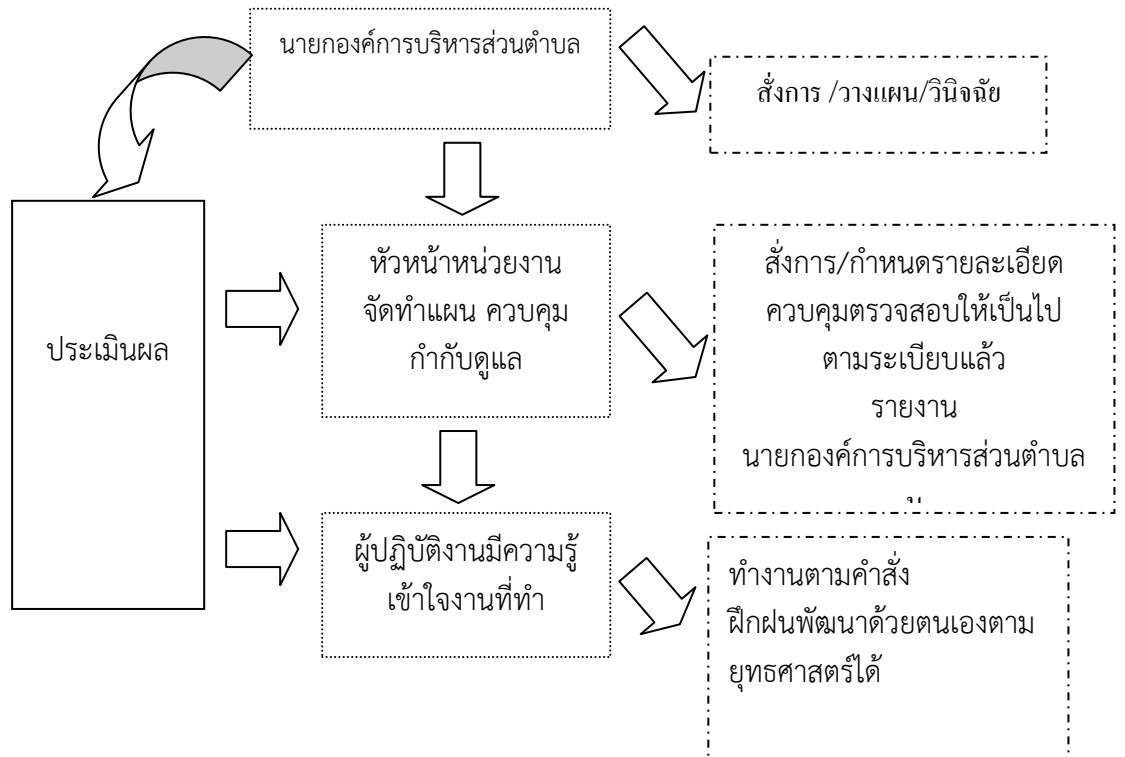 นายกองค์การบริหารส่วนตำบล
สั่งการ /วางแผน/วินิจฉัย
ประเมินผล
หัวหน้าหน่วยงาน
จัดทำแผน ควบคุม
กำกับดูแล
สั่งการ/กำหนดรายละเอียด
ควบคุมตรวจสอบให้เป็นไป
ตามระเบียบแล้ว
รายงาน
นายกองค์การบริหารส่วนตำบล
ผู้ปฏิบัติงานมีความรู้
เข้าใจงานที่ทำ
ทำงานตามคำสั่ง
ฝึกฝนพัฒนาด้วยตนเองตาม
ยุทธศาสตร์ได้